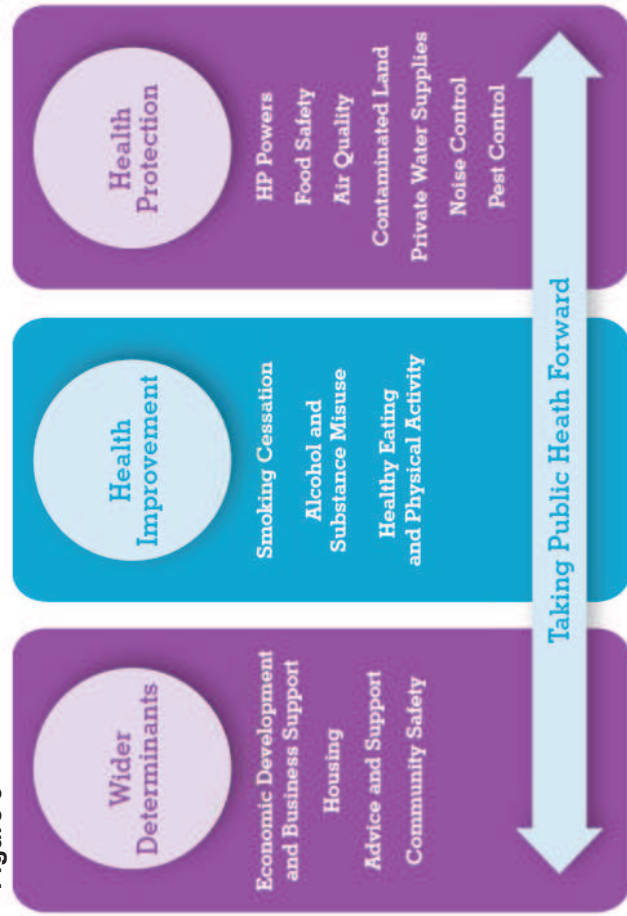 Wider
Determinants
Economic Development
and Business Support
Housing
Advice and Support
Community Safety
Health
Improvement
Smoking Cessation
Alcohol and
Substance Misuse
Healthy Eating
and Physical Activity
Health
Protection
HP Powers
Food Safety
Air Quality
Contaminated Land
Private Water Supplies
Noise Control
Pest Control
Taking Public Heath Forward